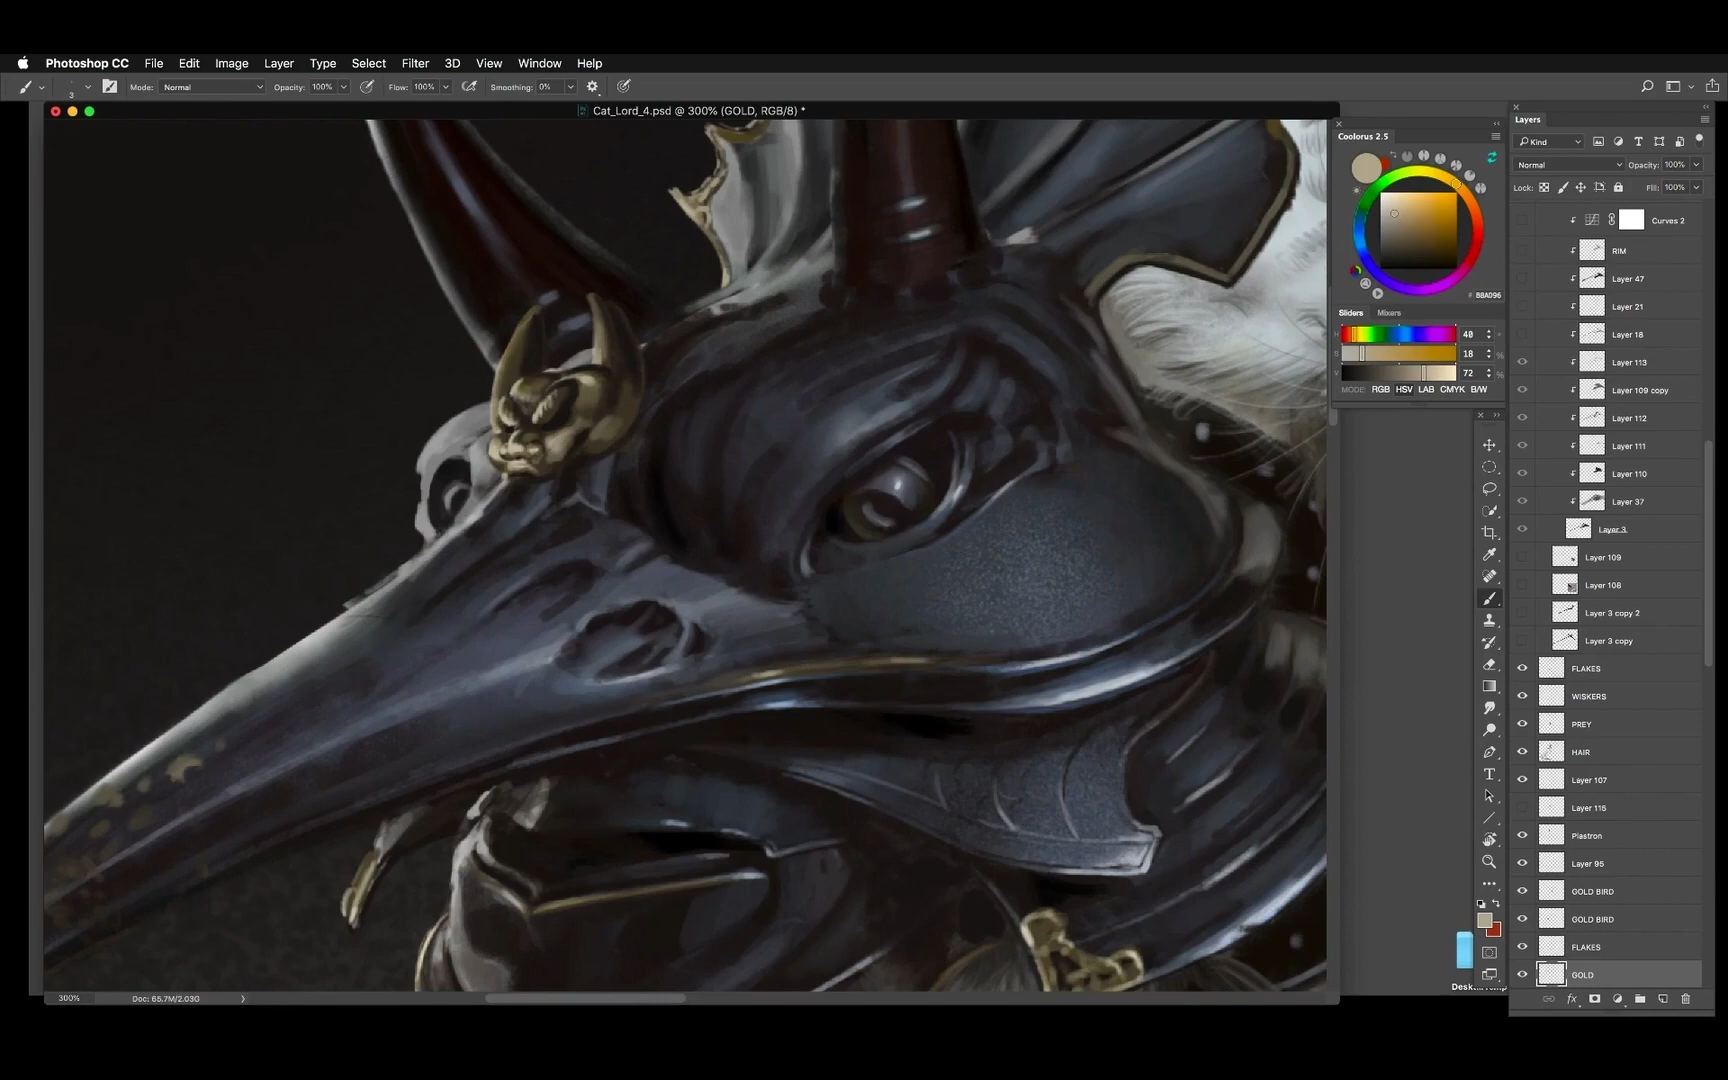 Photoshop CC File Edit Image Layer Type Select Filter 3D View Window Help
3 Mode: Normal Opacity: 100% Flow: 100% Smoothing: 0%
Cat_Lord_4.psd @ 300% (GOLD, RGB/8) *
Coolorus 2.5
# B8A096
Sliders Mixers
H 40 °
S 18 %
V 72 %
MODE: RGB HSV LAB CMYK B/W
Layers
Kind
Normal Opacity: 100%
Lock: Fill: 100%
Curves 2
RIM
Layer 47
Layer 21
Layer 18
Layer 113
Layer 109 copy
Layer 112
Layer 111
Layer 110
Layer 37
Layer 3
Layer 109
Layer 108
Layer 3 copy 2
Layer 3 copy
FLAKES
WISKERS
PREY
HAIR
Layer 107
Layer 115
Plastron
Layer 95
GOLD BIRD
GOLD BIRD
FLAKES
GOLD
300% Doc: 65.7M/2.03G